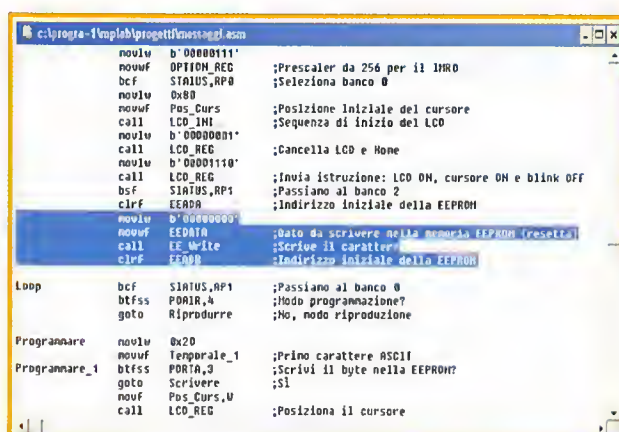 c:\progra~1\mplab\progetti\messaggi.asm
movlw b'00000111'
movwf OPTION_REG ;Prescaler da 256 per il TMR0
bcf STATUS,RP0 ;Seleziona banco 0
movlw 0x80
movwf Pos_Curs ;Posizione Iniziale del cursore
call LCD_INI ;Sequenza di inizio del LCD
movlw b'00000001'
call LCD_REG ;Cancella LCD e Home
movlw b'00001110'
call LCD_REG ;Invia istruzione: LCD ON, cursore ON e blink OFF
bsf STATUS,RP1 ;Passiamo al banco 2
clrf EEADR ;Indirizzo iniziale della EEPROM
movlw b'00000000'
movwf EEDATA ;Dato da scrivere nella memoria EEPROM (resetta)
call EE_Write ;Scrive il carattere
clrf EEADR ;Indirizzo iniziale della EEPROM
Loop bcf STATUS,RP1 ;Passiamo al banco 0
btfss PORTA,4 ;Modo programmazione?
goto Riprodurre ;No, modo riproduzione
Programmare movlw 0x20
movwf Temporale_1 ;Primo carattere ASCII
Programmare_1 btfss PORTA,3 ;Scrivi il byte nella EEPROM?
goto Scrivere ;Sì
movf Pos_Curs,W
call LCD_REG ;Posiziona il cursore